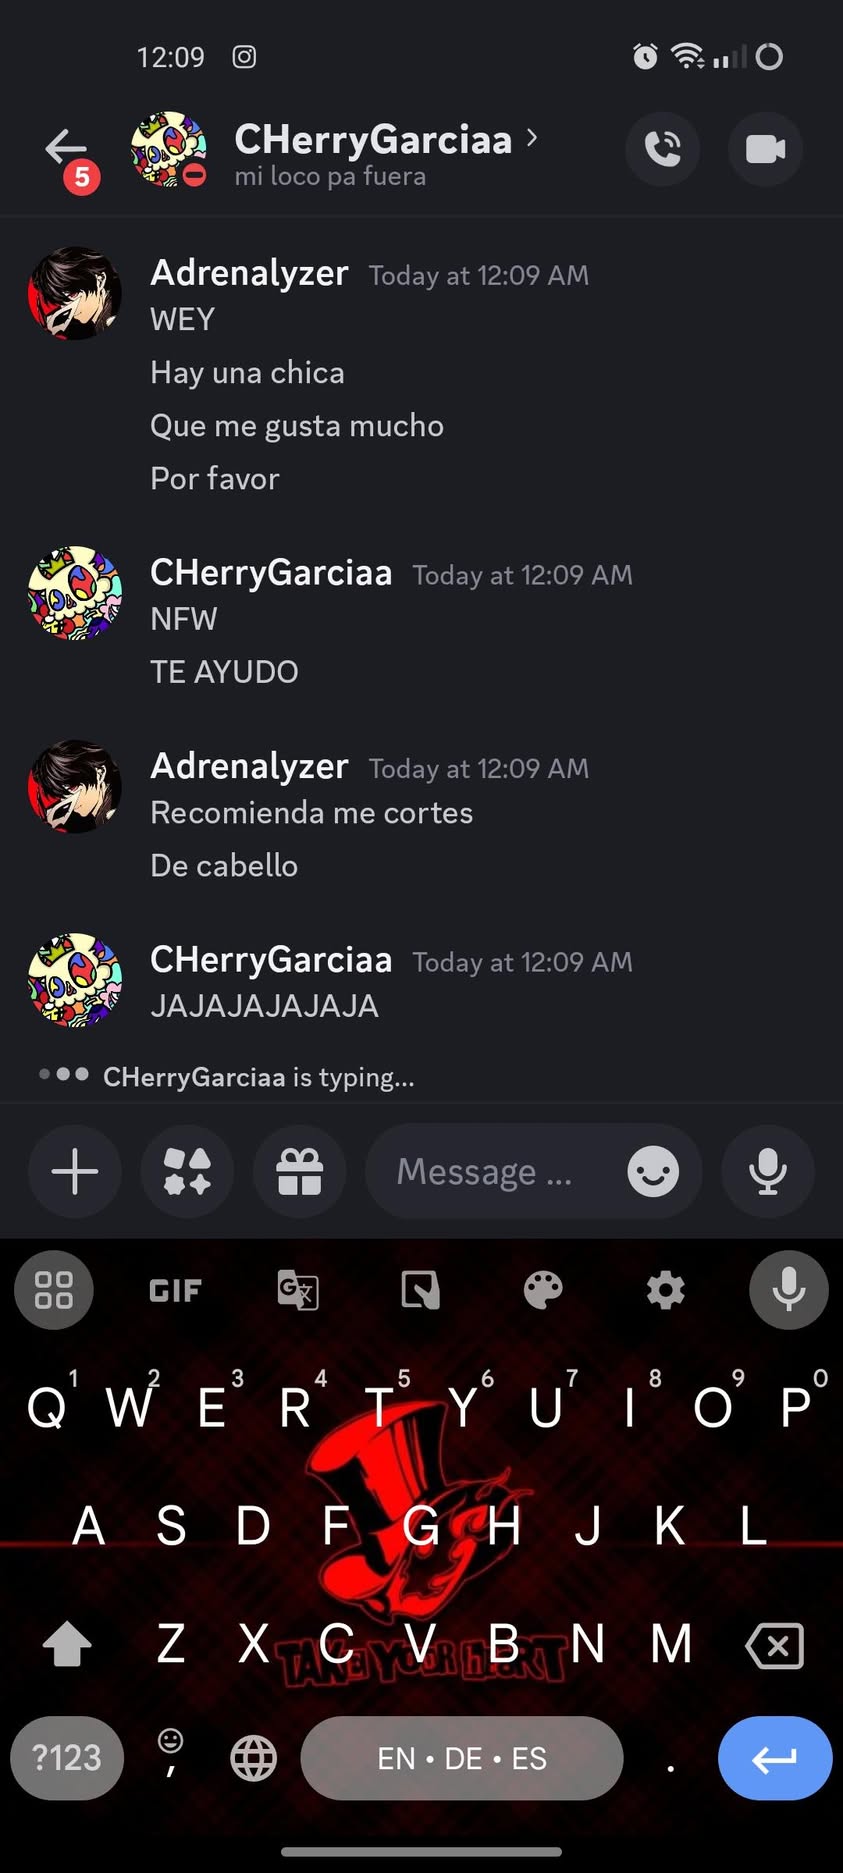 12:09
CHerryGarciaa
5
mi loco pa fuera
Adrenalyzer Today at 12:09 AM
WEY
Hay una chica
Que me gusta mucho
Por favor
CHerryGarciaa Today at 12:09 AM
NFW
TE AYUDO
Adrenalyzer Today at 12:09 AM
Recomienda me cortes
De cabello
CHerryGarciaa Today at 12:09 AM
JAJAJAJAJAJA
CHerryGarciaa is typing...
Message ...
GIF
1 2 3 4 5 6 7 8 9 0
Q W E R T Y U I O P
A S D F G H J K L
Z X C V B N M
TAKE YOUR HEART
?123 , EN • DE • ES .